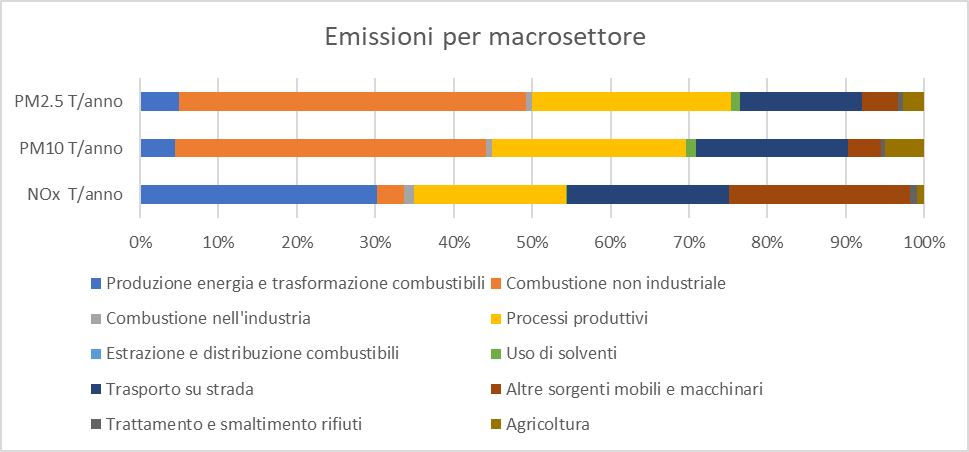 Emissioni per macrosettore
PM2.5 T/anno
PM10 T/anno
NOx T/anno
0% 10% 20% 30% 40% 50% 60% 70% 80% 90% 100%
Produzione energia e trasformazione combustibili Combustione non industriale
Combustione nell'industria Processi produttivi
Estrazione e distribuzione combustibili Uso di solventi
Trasporto su strada Altre sorgenti mobili e macchinari
Trattamento e smaltimento rifiuti Agricoltura